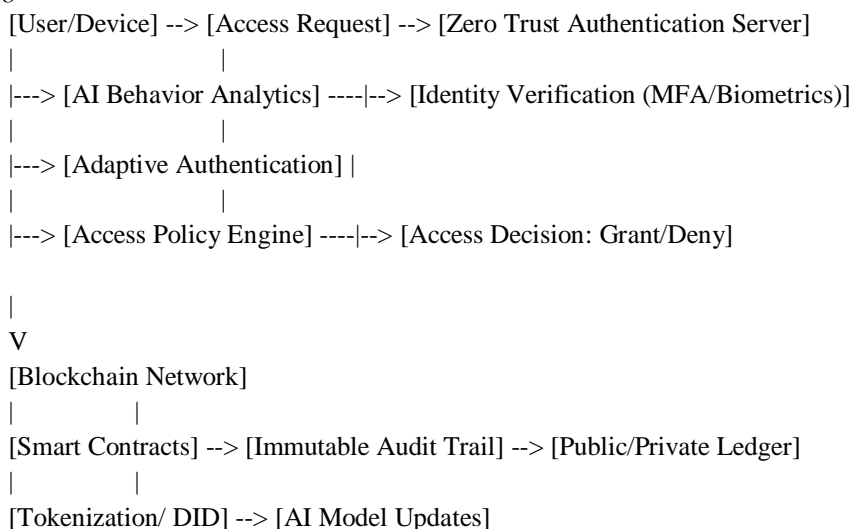 [User/Device] --> [Access Request] --> [Zero Trust Authentication Server]
| |
|---> [AI Behavior Analytics] ----|--> [Identity Verification (MFA/Biometrics)]
| |
|---> [Adaptive Authentication] |
| |
|---> [Access Policy Engine] ----|--> [Access Decision: Grant/Deny]
|
V
[Blockchain Network]
| |
[Smart Contracts] --> [Immutable Audit Trail] --> [Public/Private Ledger]
| |
[Tokenization/ DID] --> [AI Model Updates]